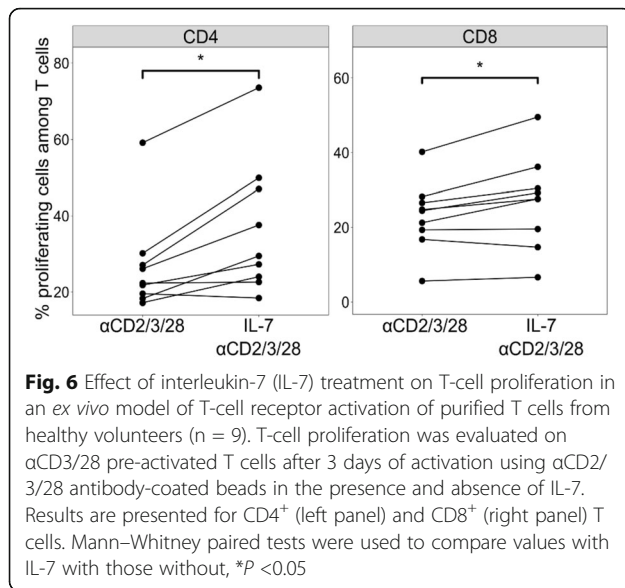 CD4 CD8
* *
% proliferating cells among T cells
80
60
40
20
60
40
20
0
αCD2/3/28 IL-7 αCD2/3/28 IL-7
αCD2/3/28 αCD2/3/28
Fig. 6 Effect of interleukin-7 (IL-7) treatment on T-cell proliferation in
an ex vivo model of T-cell receptor activation of purified T cells from
healthy volunteers (n = 9). T-cell proliferation was evaluated on
αCD3/28 pre-activated T cells after 3 days of activation using αCD2/
3/28 antibody-coated beads in the presence and absence of IL-7.
Results are presented for CD4⁺ (left panel) and CD8⁺ (right panel) T
cells. Mann–Whitney paired tests were used to compare values with
IL-7 with those without, *P <0.05